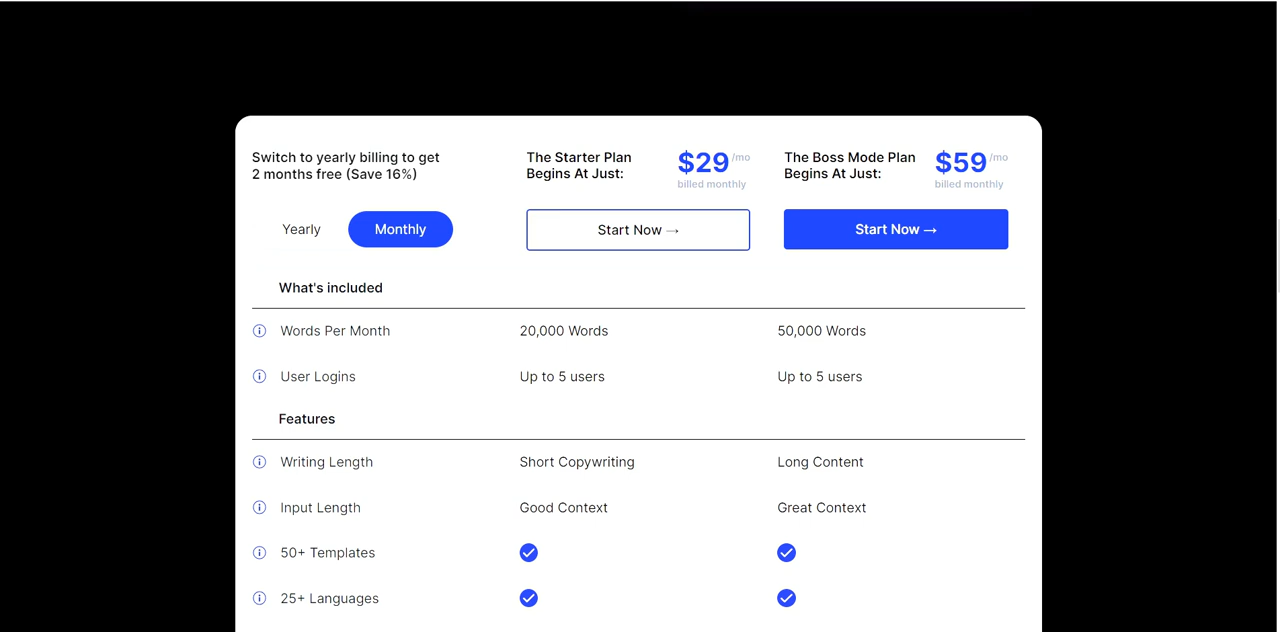 Switch to yearly billing to get
2 months free (Save 16%)
Yearly
Monthly
The Starter Plan
Begins At Just:
$29 /mo
billed monthly
Start Now →
The Boss Mode Plan
Begins At Just:
$59 /mo
billed monthly
Start Now →
What's included
Words Per Month 20,000 Words 50,000 Words
User Logins Up to 5 users Up to 5 users
Features
Writing Length Short Copywriting Long Content
Input Length Good Context Great Context
50+ Templates
25+ Languages